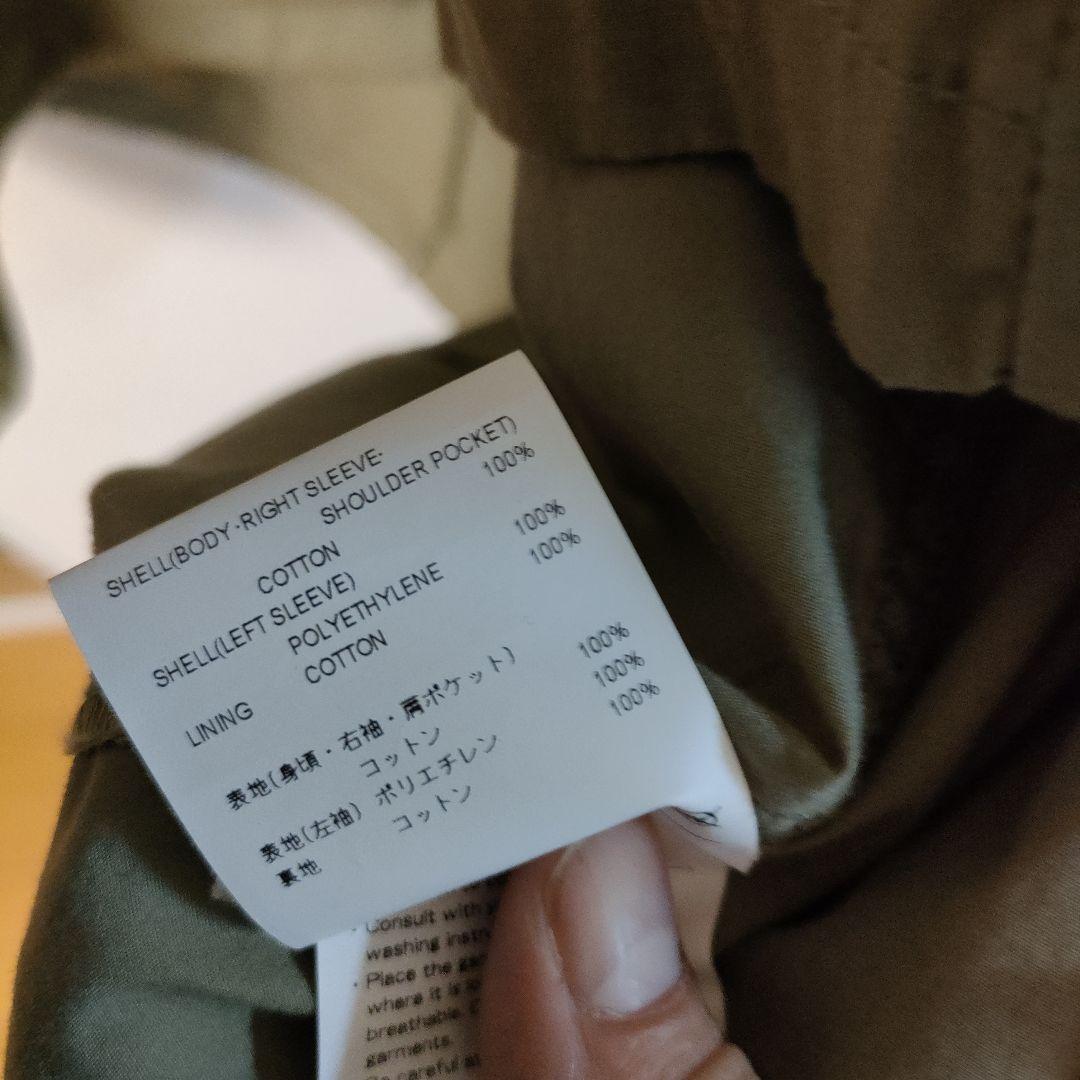 SHELL(BODY ･RIGHT SLEEVE･
SHOULDER POCKET)
COTTON 100%
SHELL(LEFT SLEEVE)
POLYETHYLENE 100%
LINING COTTON 100%
表地(身頃・右袖・肩ポケット)
コットン 100%
表地(左袖) ポリエチレン 100%
裏地 コットン 100%
・Consult with
washing instr
・Place the gar
where it is
breathable.
garments.
careful